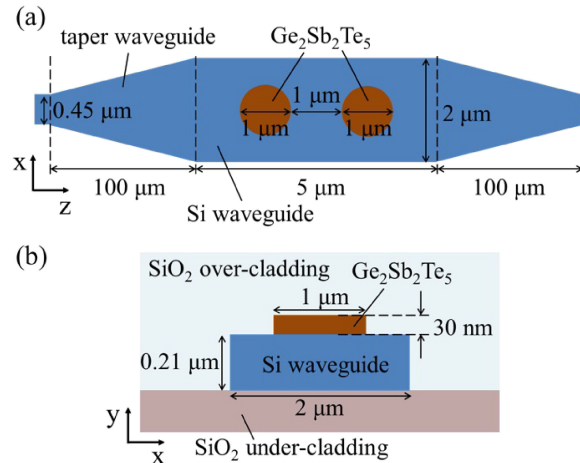 (a)
taper waveguide
Ge₂Sb₂Te₅
0.45 μm
1 μm
1 μm
1 μm
2 μm
x
z
100 μm
5 μm
100 μm
Si waveguide
(b)
SiO₂ over-cladding
Ge₂Sb₂Te₅
1 μm
30 nm
0.21 μm
Si waveguide
2 μm
y
x
SiO₂ under-cladding